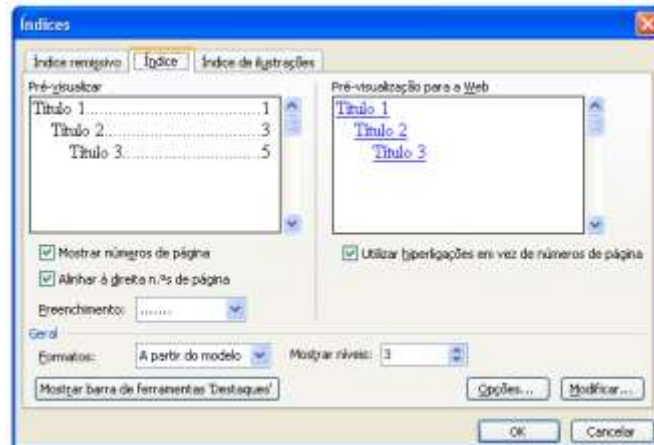 Índices
Índice remissivo Índice Índice de ilustrações
Pré-visualizar Pré-visualização para a Web
Título 1 ........................ 1
Título 2 .................... 3
Título 3 ................ 5
Título 1
Título 2
Título 3
Mostrar números de página
Alinhar à direita n.ºs de página
Utilizar hiperligações em vez de números de página
Preenchimento: .......
Geral
Formatos: A partir do modelo Mostrar níveis: 3
Mostrar barra de ferramentas 'Destaques' Opções... Modificar...
OK Cancelar